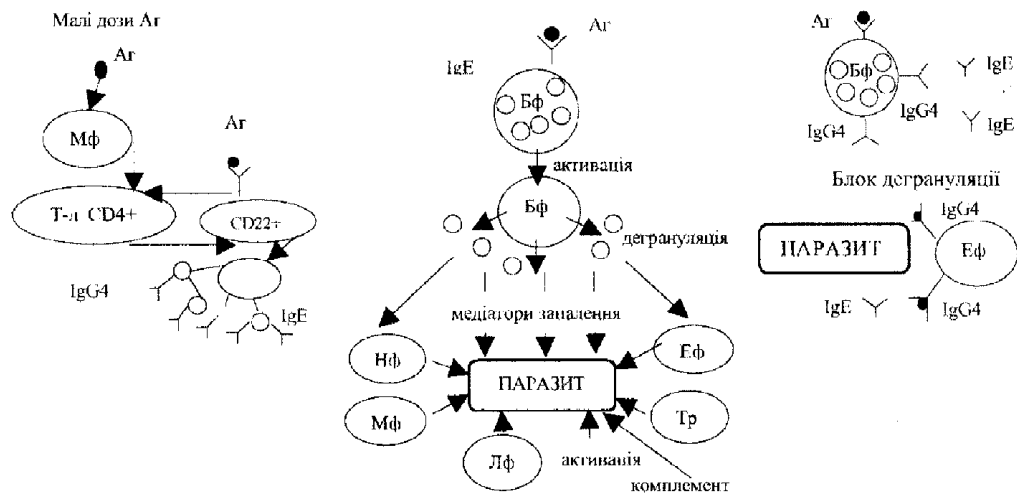 Малі дози Аг
Аг
Мф
Аг
Т-л CD4+
CD22+
IgG4
IgE
Аг
IgE
Бф
активація
Бф
дегрануляція
медіатори запалення
Нф
Еф
ПАРАЗИТ
Мф
Тр
Лф
активація
комплемент
Аг
Бф
IgE
IgG4
IgG4
IgE
Блок дегрануляції
IgG4
ПАРАЗИТ
Еф
IgE
IgG4